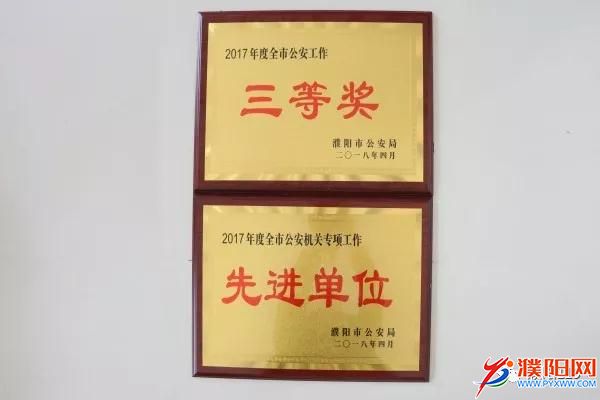 2017年度全市公安工作
三等奖
濮阳市公安局
二〇一八年四月
2017年度全市公安机关专项工作
先进单位
濮阳市公安局
二〇一八年四月
濮阳网
WWW.PYXWW.COM